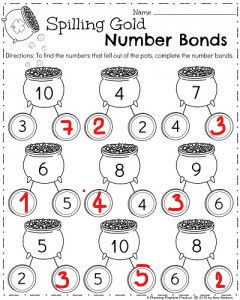 Name
Spilling Gold
Number Bonds
Directions: To find the numbers that fell out of the pots, complete the number bonds.
10 4 7
3 7 2 2 4 3
6 8 9
1 5 4 4 3 6
5 10 8
2 3 5 5 6 2